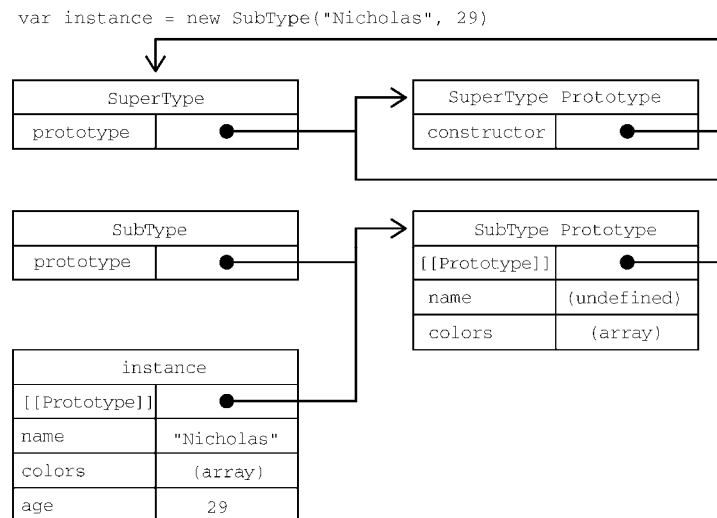 var instance = new SubType("Nicholas", 29)
SuperType
prototype
SuperType Prototype
constructor
SubType
prototype
SubType Prototype
[[Prototype]]
name (undefined)
colors (array)
instance
[[Prototype]]
name "Nicholas"
colors (array)
age 29